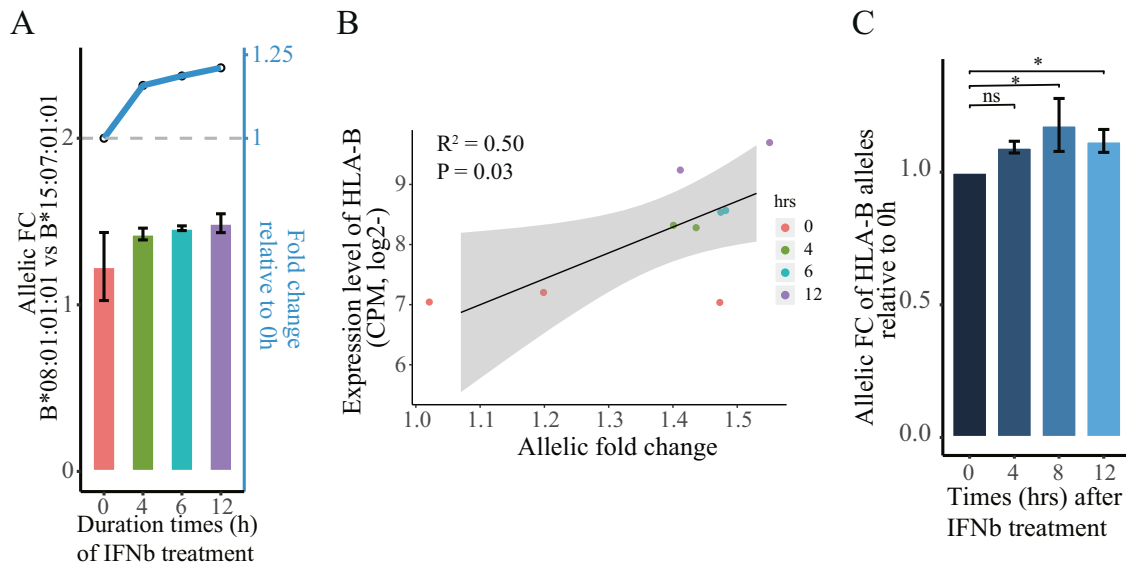 A
Allelic FC
B*08:01:01:01 vs B*15:07:01:01
2
1
0
1.25
1
Fold change
relative to 0h
0 4 6 12
Duration times (h)
of IFNb treatment
B
Expression level of HLA-B
(CPM, log2-)
R² = 0.50
P = 0.03
9
8
7
6
1.0 1.1 1.2 1.3 1.4 1.5
Allelic fold change
hrs
0
4
6
12
C
Allelic FC of HLA-B alleles
relative to 0h
*
*
ns
1.0
0.5
0.0
0 4 8 12
Times (hrs) after
IFNb treatment